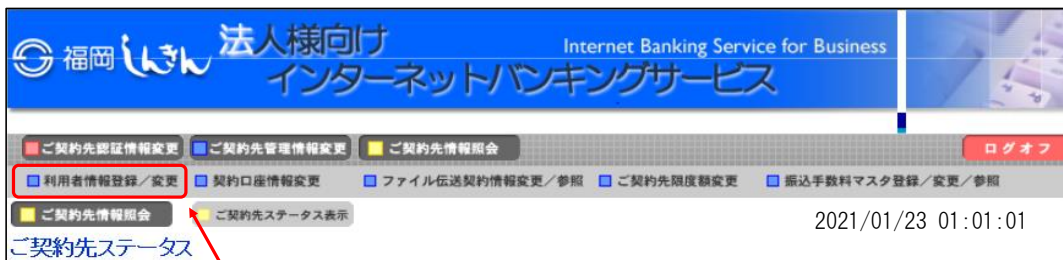 福岡しんきん 法人様向け Internet Banking Service for Business
インターネットバンキングサービス
ご契約先認証情報変更 ご契約先管理情報変更 ご契約先情報照会 ログオフ
利用者情報登録／変更 契約口座情報変更 ファイル伝送契約情報変更／参照 ご契約先限度額変更 振込手数料マスタ登録／変更／参照
ご契約先情報照会 ご契約先ステータス表示 2021/01/23 01:01:01
ご契約先ステータス